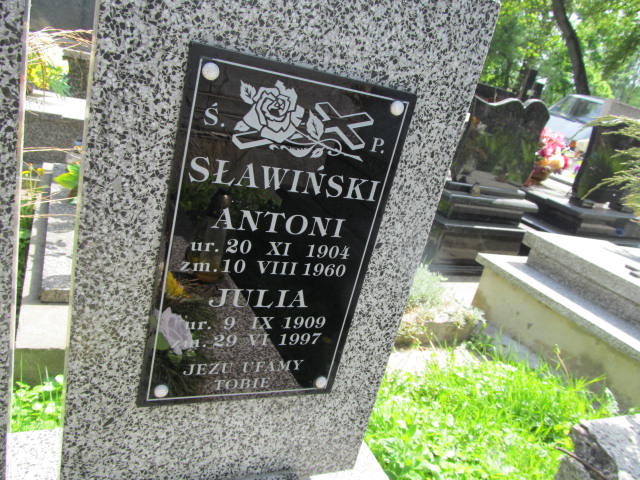 Ś. P.
SŁAWIŃSKI
ANTONI
ur. 20 XI 1904
zm. 10 VIII 1960
JULIA
ur. 9 IX 1909
m. 29 VI 1997
JEZU UFAMY
TOBIE